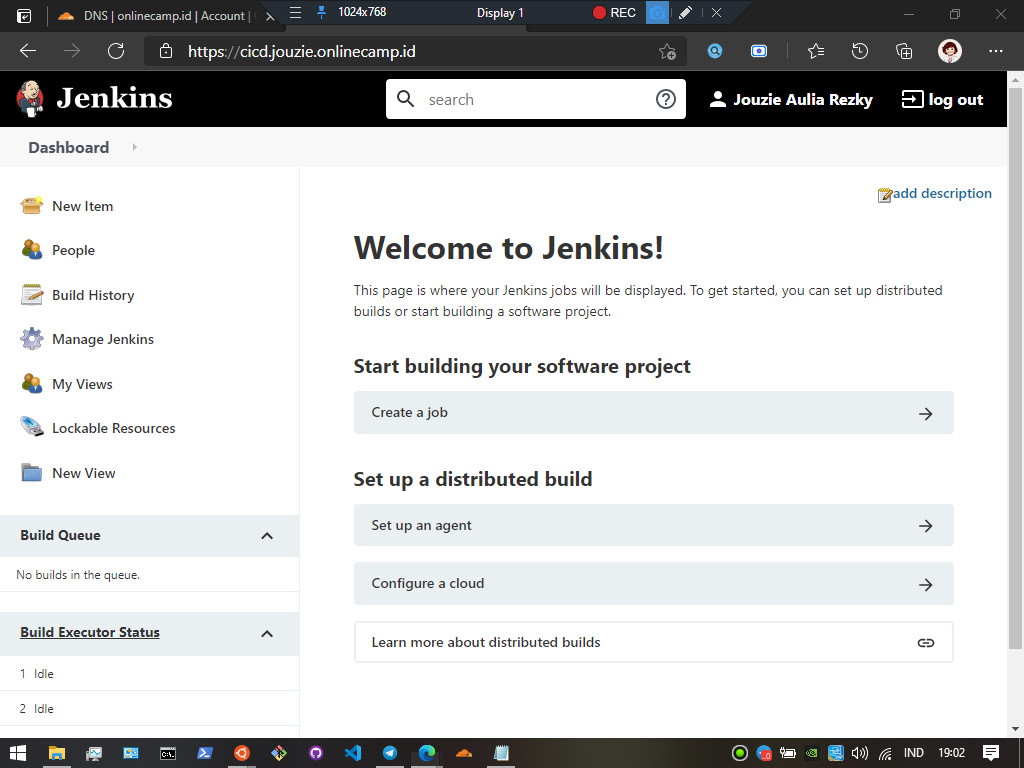 DNS | onlinecamp.id | Account |
1024x768
Display 1
REC
https://cicd.jouzie.onlinecamp.id
Jenkins
search
Jouzie Aulia Rezky
log out
Dashboard
add description
New Item
People
Build History
Manage Jenkins
My Views
Lockable Resources
New View
Build Queue
No builds in the queue.
Build Executor Status
1 Idle
2 Idle
Welcome to Jenkins!
This page is where your Jenkins jobs will be displayed. To get started, you can set up distributed
builds or start building a software project.
Start building your software project
Create a job
Set up a distributed build
Set up an agent
Configure a cloud
Learn more about distributed builds
IND
19:02